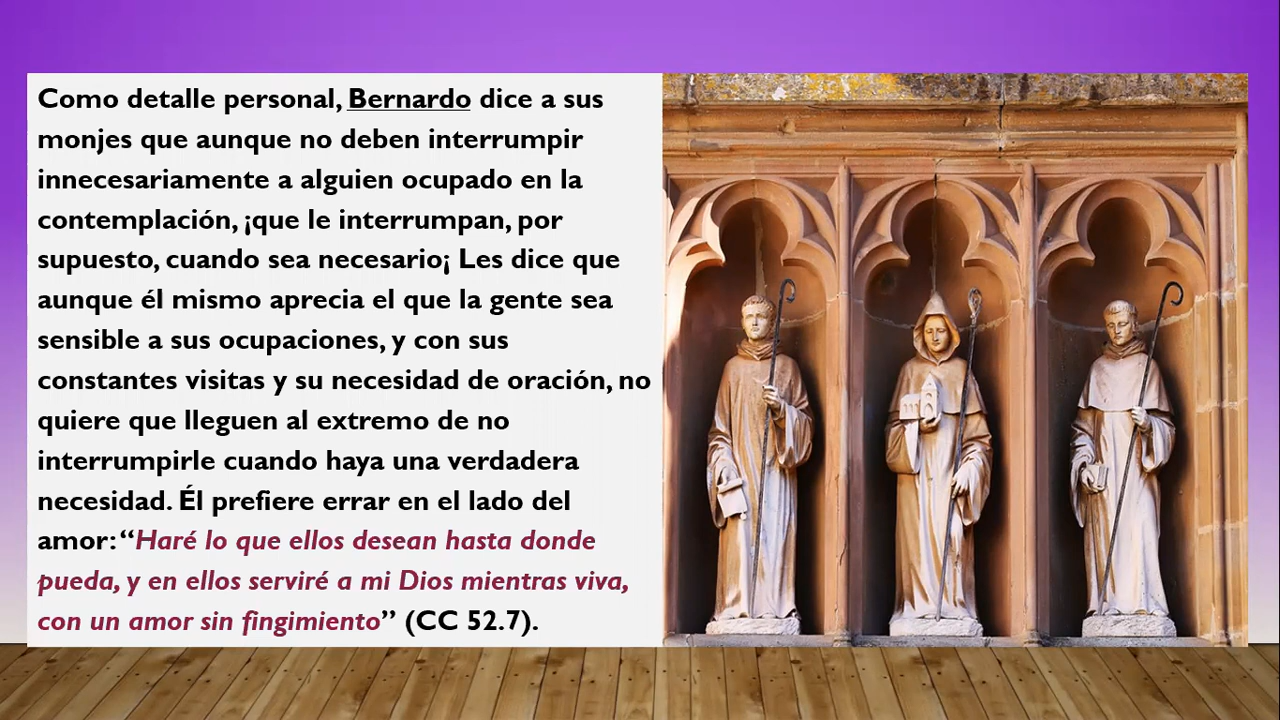 Como detalle personal, Bernardo dice a sus
monjes que aunque no deben interrumpir
innecesariamente a alguien ocupado en la
contemplación, ¡que le interrumpan, por
supuesto, cuando sea necesario¡ Les dice que
aunque él mismo aprecia el que la gente sea
sensible a sus ocupaciones, y con sus
constantes visitas y su necesidad de oración, no
quiere que lleguen al extremo de no
interrumpirle cuando haya una verdadera
necesidad. Él prefiere errar en el lado del
amor: “Haré lo que ellos desean hasta donde
pueda, y en ellos serviré a mi Dios mientras viva,
con un amor sin fingimiento” (CC 52.7).